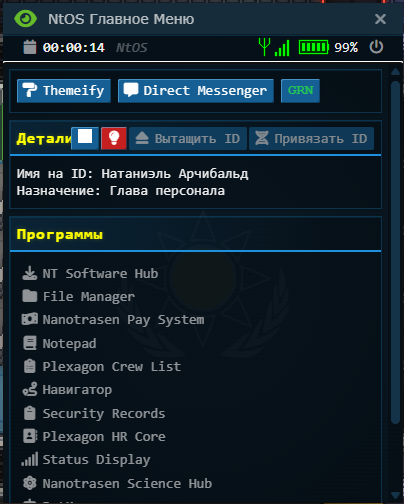 NtOS Главное Меню
00:00:14 NtOS 99%
Themeify Direct Messenger GRN
Детали Вытащить ID Привязать ID
Имя на ID: Натаниэль Арчибальд
Назначение: Глава персонала
Программы
NT Software Hub
File Manager
Nanotrasen Pay System
Notepad
Plexagon Crew List
Навигатор
Security Records
Plexagon HR Core
Status Display
Nanotrasen Science Hub